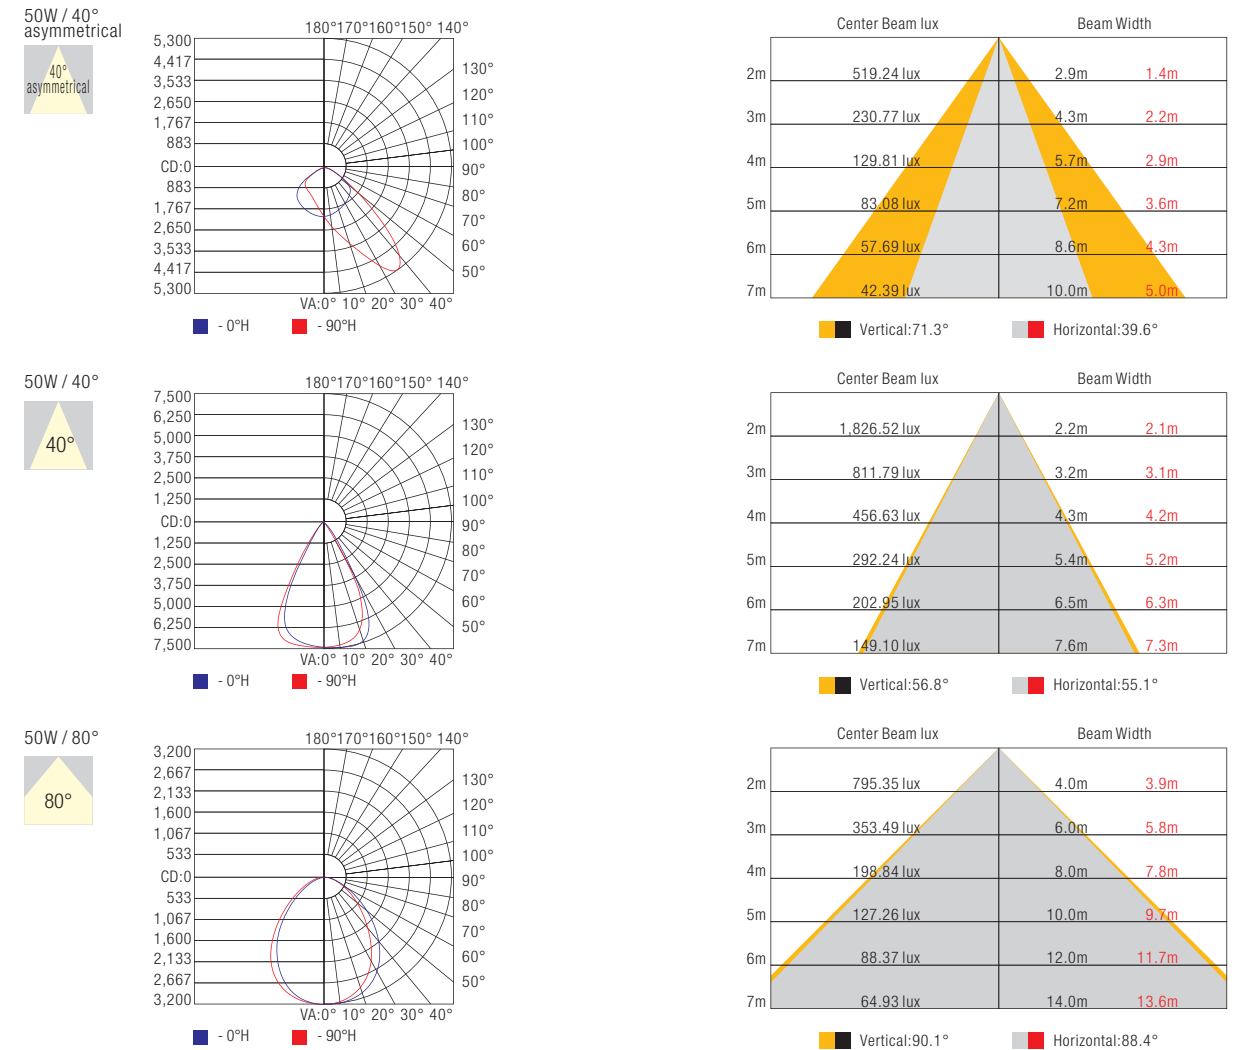 50W / 40°
asymmetrical
40°
asymmetrical
180°170°160°150° 140°
5,300
4,417
3,533
2,650
1,767
883
CD:0
883
1,767
2,650
3,533
4,417
5,300
130°
120°
110°
100°
90°
80°
70°
60°
50°
VA:0° 10° 20° 30° 40°
- 0°H - 90°H
Center Beam lux Beam Width
2m 519.24 lux 2.9m 1.4m
3m 230.77 lux 4.3m 2.2m
4m 129.81 lux 5.7m 2.9m
5m 83.08 lux 7.2m 3.6m
6m 57.69 lux 8.6m 4.3m
7m 42.39 lux 10.0m 5.0m
Vertical:71.3° Horizontal:39.6°
50W / 40°
40°
180°170°160°150° 140°
7,500
6,250
5,000
3,750
2,500
1,250
CD:0
1,250
2,500
3,750
5,000
6,250
7,500
130°
120°
110°
100°
90°
80°
70°
60°
50°
VA:0° 10° 20° 30° 40°
- 0°H - 90°H
Center Beam lux Beam Width
2m 1,826.52 lux 2.2m 2.1m
3m 811.79 lux 3.2m 3.1m
4m 456.63 lux 4.3m 4.2m
5m 292.24 lux 5.4m 5.2m
6m 202.95 lux 6.5m 6.3m
7m 149.10 lux 7.6m 7.3m
Vertical:56.8° Horizontal:55.1°
50W / 80°
80°
180°170°160°150° 140°
3,200
2,667
2,133
1,600
1,067
533
CD:0
533
1,067
1,600
2,133
2,667
3,200
130°
120°
110°
100°
90°
80°
70°
60°
50°
VA:0° 10° 20° 30° 40°
- 0°H - 90°H
Center Beam lux Beam Width
2m 795.35 lux 4.0m 3.9m
3m 353.49 lux 6.0m 5.8m
4m 198.84 lux 8.0m 7.8m
5m 127.26 lux 10.0m 9.7m
6m 88.37 lux 12.0m 11.7m
7m 64.93 lux 14.0m 13.6m
Vertical:90.1° Horizontal:88.4°